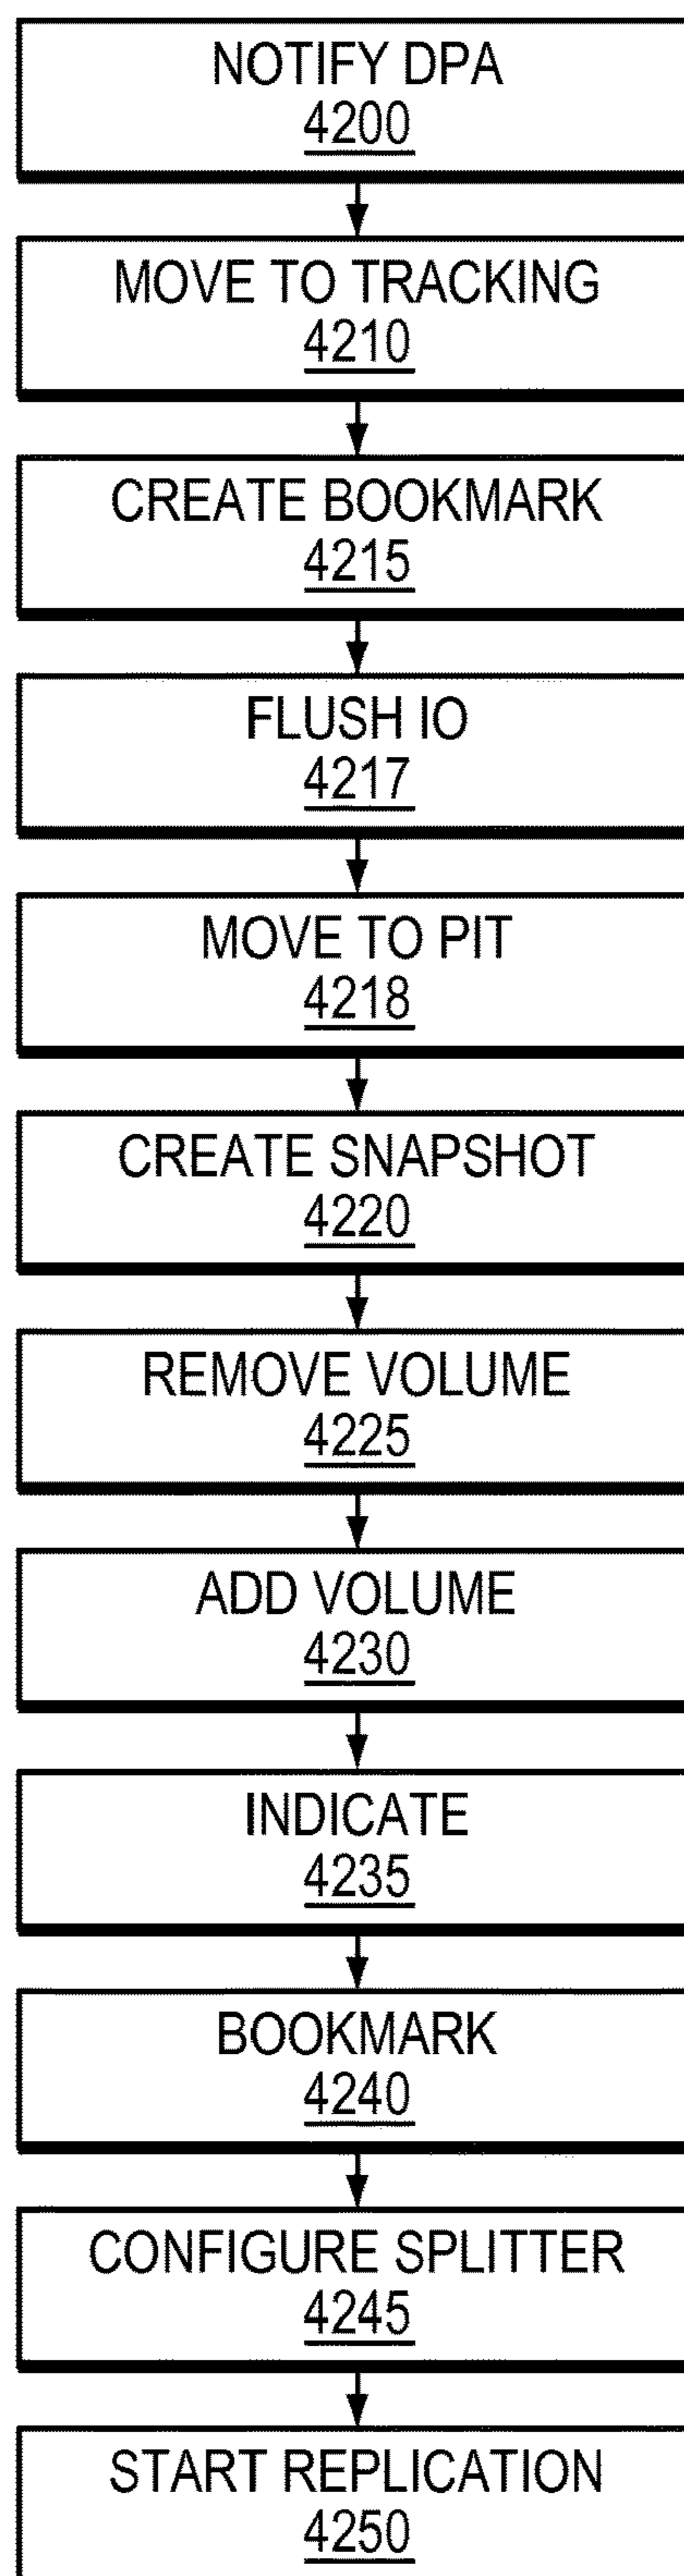 NOTIFY DPA
4200
MOVE TO TRACKING
4210
CREATE BOOKMARK
4215
FLUSH IO
4217
MOVE TO PIT
4218
CREATE SNAPSHOT
4220
REMOVE VOLUME
4225
ADD VOLUME
4230
INDICATE
4235
BOOKMARK
4240
CONFIGURE SPLITTER
4245
START REPLICATION
4250